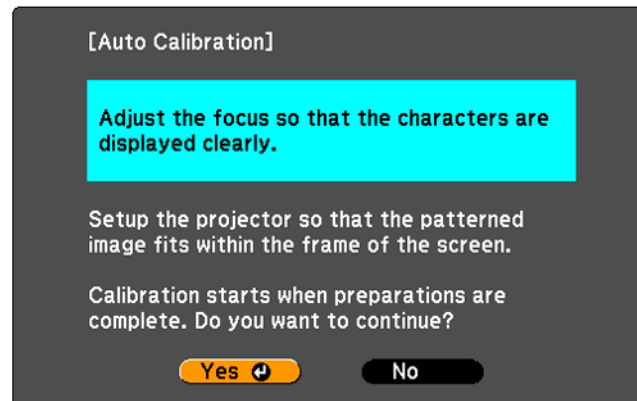 [Auto Calibration]
Adjust the focus so that the characters are
displayed clearly.
Setup the projector so that the patterned
image fits within the frame of the screen.
Calibration starts when preparations are
complete. Do you want to continue?
Yes No